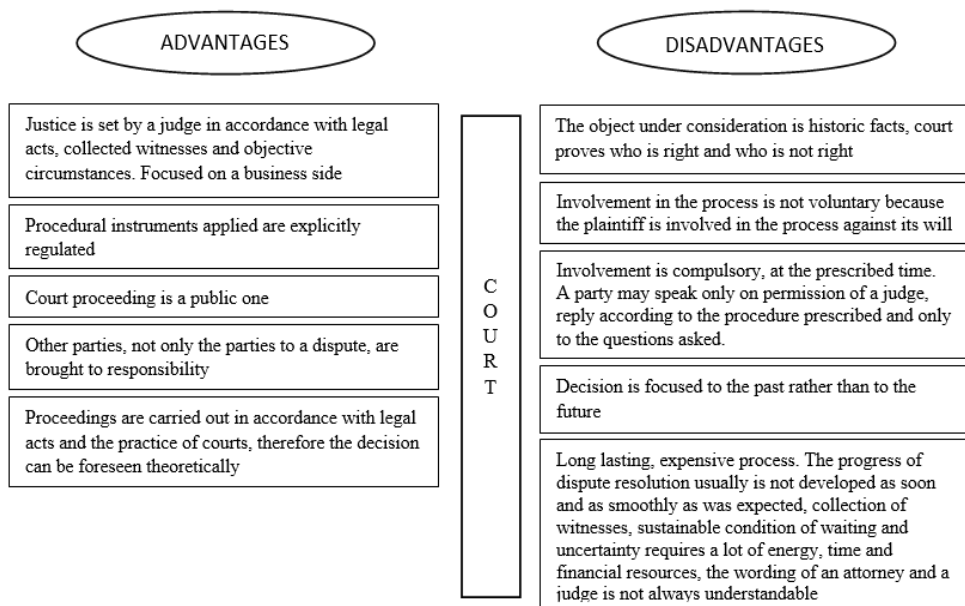 ADVANTAGES
Justice is set by a judge in accordance with legal
acts, collected witnesses and objective
circumstances. Focused on a business side
Procedural instruments applied are explicitly
regulated
Court proceeding is a public one
Other parties, not only the parties to a dispute, are
brought to responsibility
Proceedings are carried out in accordance with legal
acts and the practice of courts, therefore the decision
can be foreseen theoretically
C
O
U
R
T
DISADVANTAGES
The object under consideration is historic facts, court
proves who is right and who is not right
Involvement in the process is not voluntary because
the plaintiff is involved in the process against its will
Involvement is compulsory, at the prescribed time.
A party may speak only on permission of a judge,
reply according to the procedure prescribed and only
to the questions asked.
Decision is focused to the past rather than to the
future
Long lasting, expensive process. The progress of
dispute resolution usually is not developed as soon
and as smoothly as was expected, collection of
witnesses, sustainable condition of waiting and
uncertainty requires a lot of energy, time and
financial resources, the wording of an attorney and a
judge is not always understandable